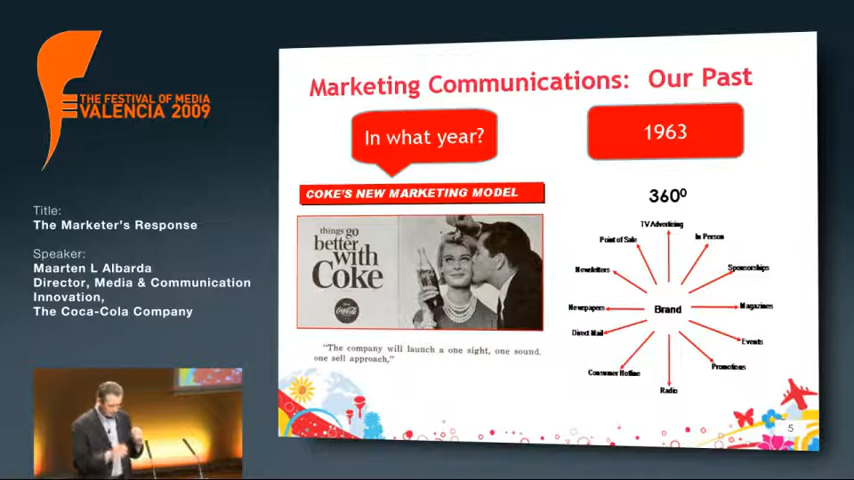 THE FESTIVAL OF MEDIA
VALENCIA 2009
Title:
The Marketer's Response
Speaker:
Maarten L Albarda
Director, Media & Communication
Innovation,
The Coca-Cola Company
Marketing Communications: Our Past
In what year?
1963
COKE'S NEW MARKETING MODEL
things go
better
with
Coke
Coca-Cola
"The company will launch a one sight, one sound,
one sell approach,"
360⁰
TV Advertising
Point of Sale
In Person
Newsletters
Sponsorships
Newspapers
Brand
Magazines
Direct Mail
Events
Consumer Hotline
Promotions
Radio
5